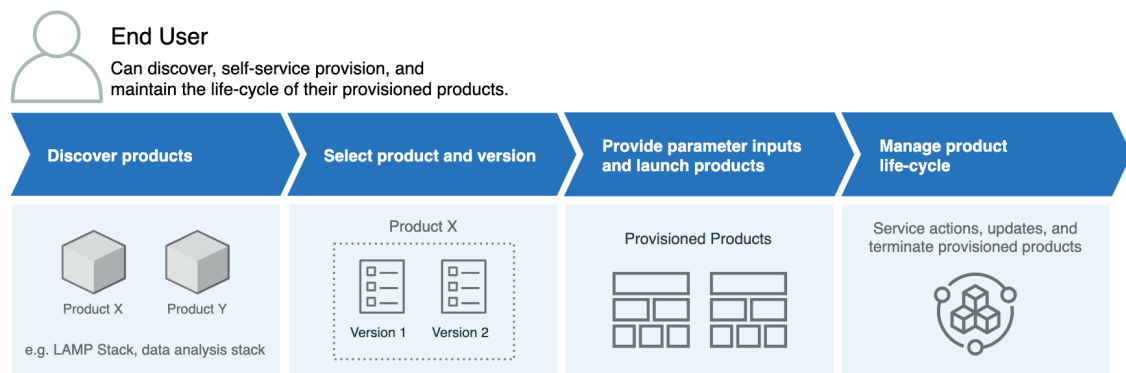 End User
Can discover, self-service provision, and
maintain the life-cycle of their provisioned products.
Discover products
Select product and version
Provide parameter inputs
and launch products
Manage product
life-cycle
Product X
Product Y
e.g. LAMP Stack, data analysis stack
Product X
Version 1
Version 2
Provisioned Products
Service actions, updates, and
terminate provisioned products